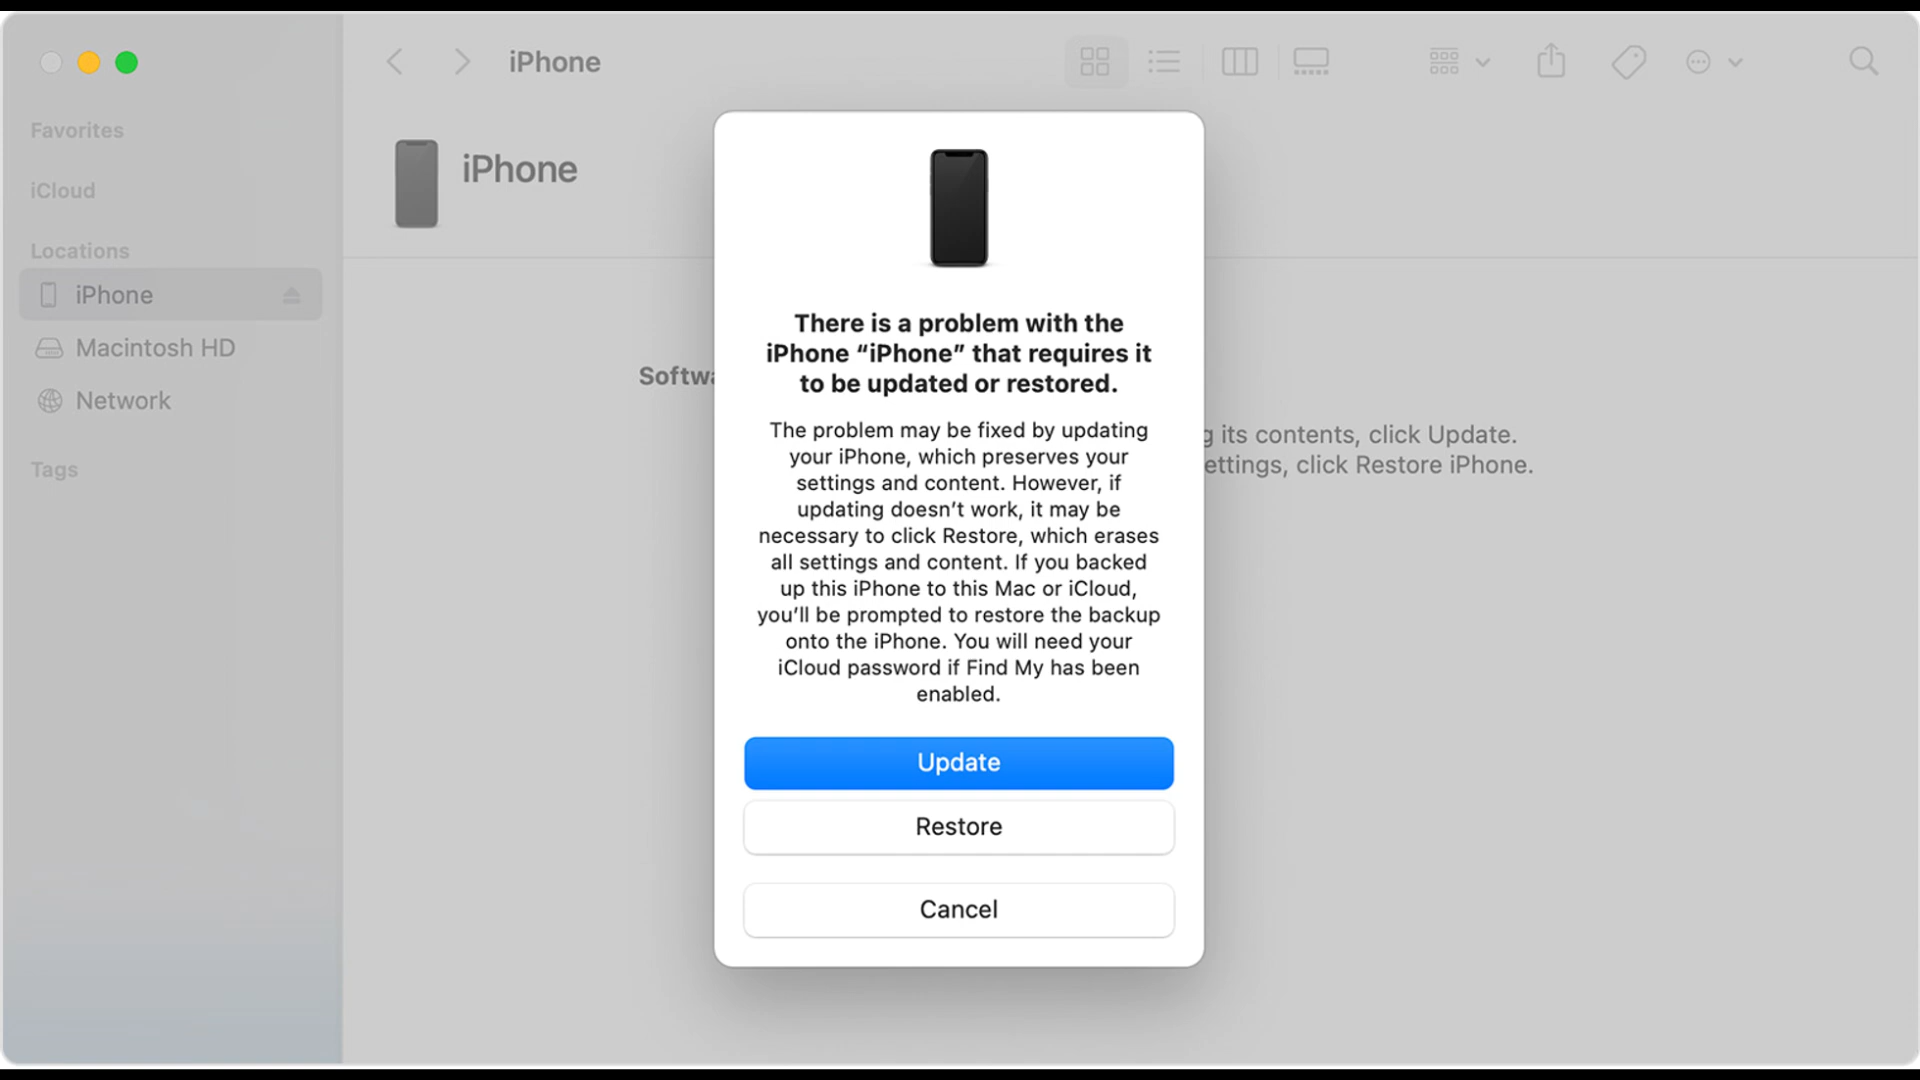 iPhone
Favorites
iCloud
Locations
iPhone
Macintosh HD
Network
Tags
iPhone
its contents, click Update.
click Restore iPhone.
There is a problem with the
iPhone “iPhone” that requires it
to be updated or restored.
The problem may be fixed by updating
your iPhone, which preserves your
settings and content. However, if
updating doesn’t work, it may be
necessary to click Restore, which erases
all settings and content. If you backed
up this iPhone to this Mac or iCloud,
you’ll be prompted to restore the backup
onto the iPhone. You will need your
iCloud password if Find My has been
enabled.
Update
Restore
Cancel